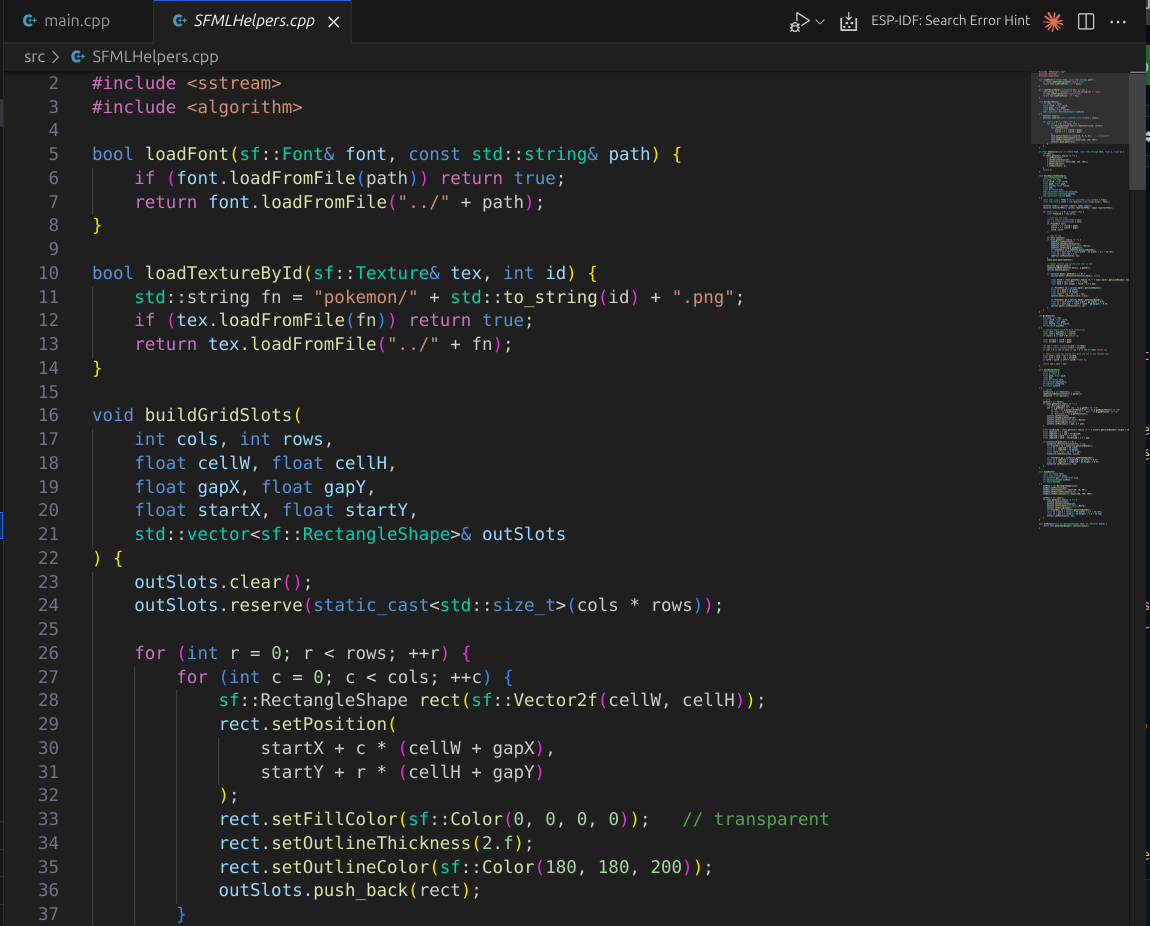 main.cpp
SFMLHelpers.cpp
ESP-IDF: Search Error Hint
src > SFMLHelpers.cpp
2 #include <sstream>
3 #include <algorithm>
4
5 bool loadFont(sf::Font& font, const std::string& path) {
6     if (font.loadFromFile(path)) return true;
7     return font.loadFromFile("../" + path);
8 }
9
10 bool loadTextureById(sf::Texture& tex, int id) {
11     std::string fn = "pokemon/" + std::to_string(id) + ".png";
12     if (tex.loadFromFile(fn)) return true;
13     return tex.loadFromFile("../" + fn);
14 }
15
16 void buildGridSlots(
17     int cols, int rows,
18     float cellW, float cellH,
19     float gapX, float gapY,
20     float startX, float startY,
21     std::vector<sf::RectangleShape>& outSlots
22 ) {
23     outSlots.clear();
24     outSlots.reserve(static_cast<std::size_t>(cols * rows));
25
26     for (int r = 0; r < rows; ++r) {
27         for (int c = 0; c < cols; ++c) {
28             sf::RectangleShape rect(sf::Vector2f(cellW, cellH));
29             rect.setPosition(
30                 startX + c * (cellW + gapX),
31                 startY + r * (cellH + gapY)
32             );
33             rect.setFillColor(sf::Color(0, 0, 0, 0));   // transparent
34             rect.setOutlineThickness(2.f);
35             rect.setOutlineColor(sf::Color(180, 180, 200));
36             outSlots.push_back(rect);
37         }